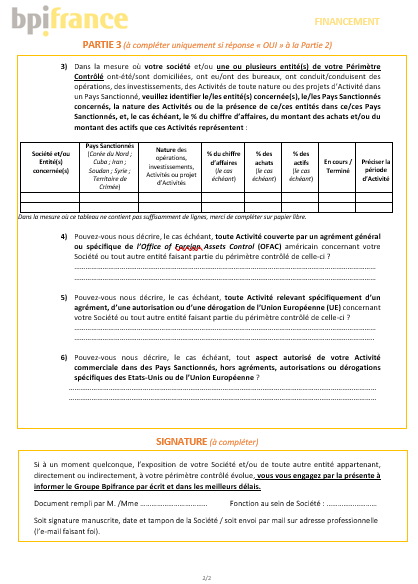 bpifrance
FINANCEMENT
PARTIE 3 (à compléter uniquement si réponse « OUI » à la Partie 2)
3) Dans la mesure où votre société et/ou une ou plusieurs entité(s) de votre Périmètre
Contrôlé ont-été/sont domiciliées, ont eu/ont des bureaux, ont conduit/conduisent des
opérations, des investissements, des Activités de toute nature ou des projets d'Activité dans
un Pays Sanctionné, veuillez identifier le/les entité(s) concernée(s), le/les Pays Sanctionnés
concernés, la nature des Activités ou de la présence de ce/ces entités dans ce/ces Pays
Sanctionnés, et, le cas échéant, le % du chiffre d'affaires, du montant des achats et/ou du
montant des actifs que ces Activités représentent :
Société et/ou Entité(s) concernée(s)
Pays Sanctionnés (Corée du Nord ; Cuba ; Iran ; Soudan ; Syrie ; Territoire de Crimée)
Nature des opérations, investissements, Activités ou projet d'Activités
% du chiffre d'affaires (le cas échéant)
% des achats (le cas échéant)
% des actifs (le cas échéant)
En cours / Terminé
Préciser la période d'Activité
Dans la mesure où ce tableau ne contient pas suffisamment de lignes, merci de compléter sur papier libre.
4) Pouvez-vous nous décrire, le cas échéant, toute Activité couverte par un agrément général
ou spécifique de l'Office of Foreign Assets Control (OFAC) américain concernant votre
Société ou tout autre entité faisant partie du périmètre contrôlé de celle-ci ?
5) Pouvez-vous nous décrire, le cas échéant, toute Activité relevant spécifiquement d'un
agrément, d'une autorisation ou d'une dérogation de l'Union Européenne (UE) concernant
votre Société ou tout autre entité faisant partie du périmètre contrôlé de celle-ci ?
6) Pouvez-vous nous décrire, le cas échéant, tout aspect autorisé de votre Activité
commerciale dans des Pays Sanctionnés, hors agréments, autorisations ou dérogations
spécifiques des Etats-Unis ou de l'Union Européenne ?
SIGNATURE (à compléter)
Si à un moment quelconque, l'exposition de votre Société et/ou de toute autre entité appartenant,
directement ou indirectement, à votre périmètre contrôlé évolue, vous vous engagez par la présente à
informer le Groupe Bpifrance par écrit et dans les meilleurs délais.
Document rempli par M. /Mme ................................. Fonction au sein de Société : ......................
Soit signature manuscrite, date et tampon de la Société / soit envoi par mail sur adresse professionnelle
(l'e-mail faisant foi).
2/2